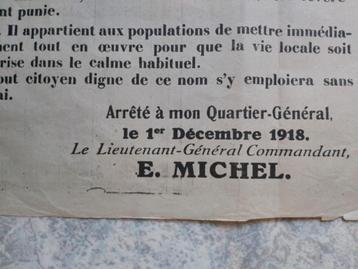 nt punie.
. Il appartient aux populations de mettre immédia-
ment tout en œuvre pour que la vie locale soit
prise dans le calme habituel.
out citoyen digne de ce nom s'y emploiera sans
ai.
Arrêté à mon Quartier-Général,
le 1er Décembre 1918.
Le Lieutenant-Général Commandant,
E. MICHEL.